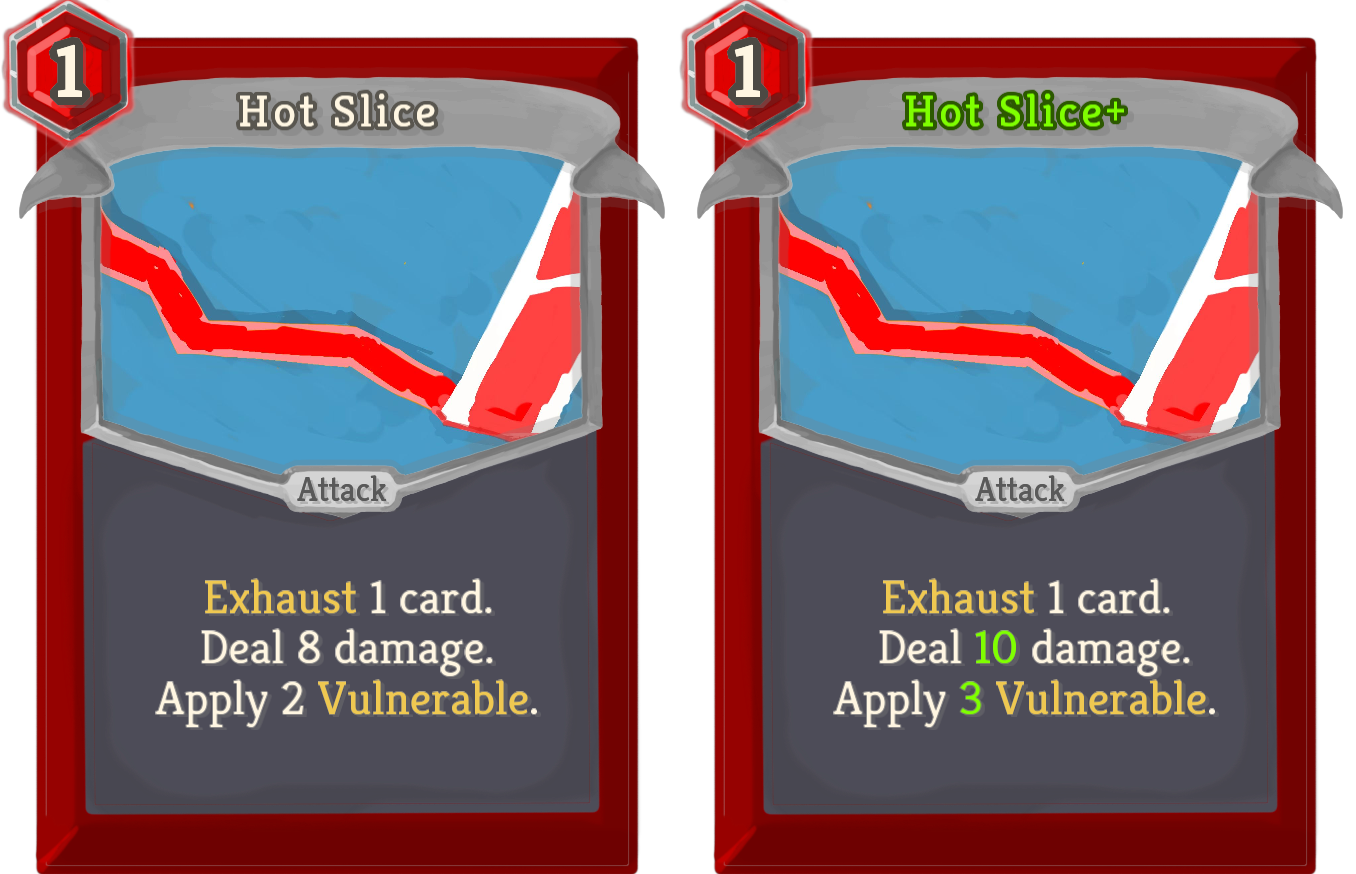 1
Hot Slice
Attack
Exhaust 1 card.
Deal 8 damage.
Apply 2 Vulnerable.
1
Hot Slice+
Attack
Exhaust 1 card.
Deal 10 damage.
Apply 3 Vulnerable.